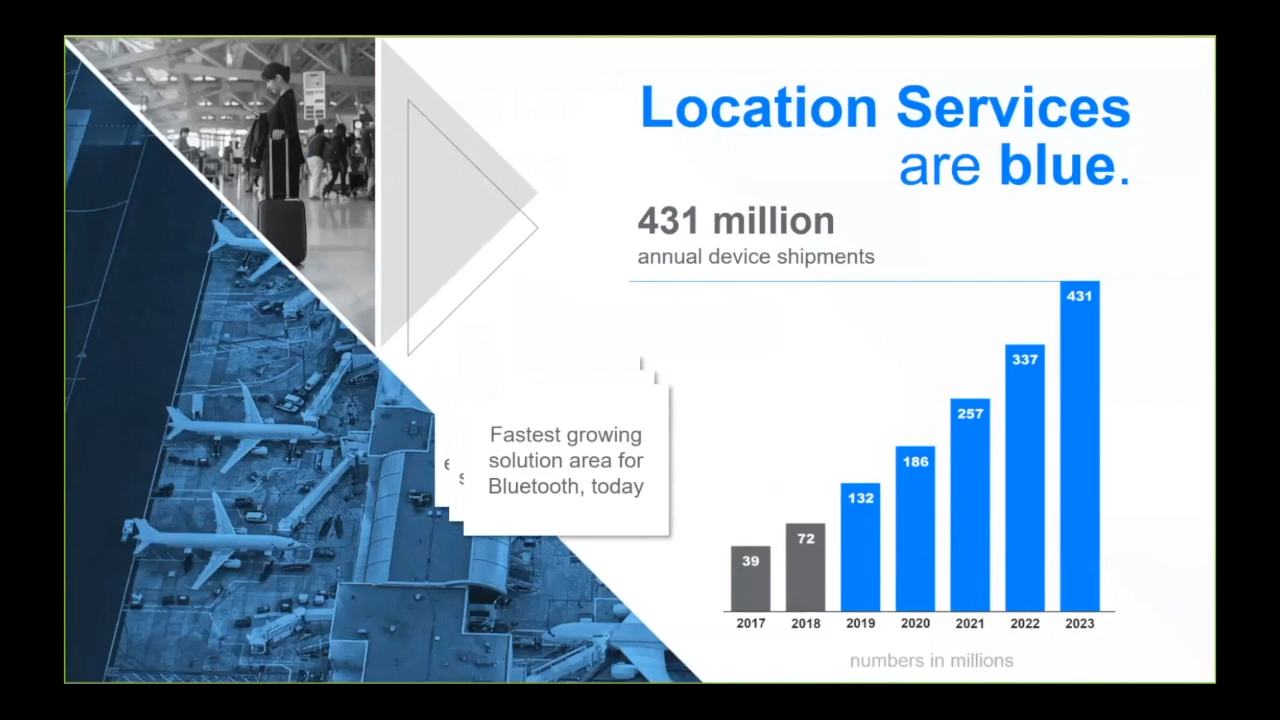 Location Services
are blue.
431 million
annual device shipments
Fastest growing
solution area for
Bluetooth, today
431
337
257
186
132
72
39
2017 2018 2019 2020 2021 2022 2023
numbers in millions